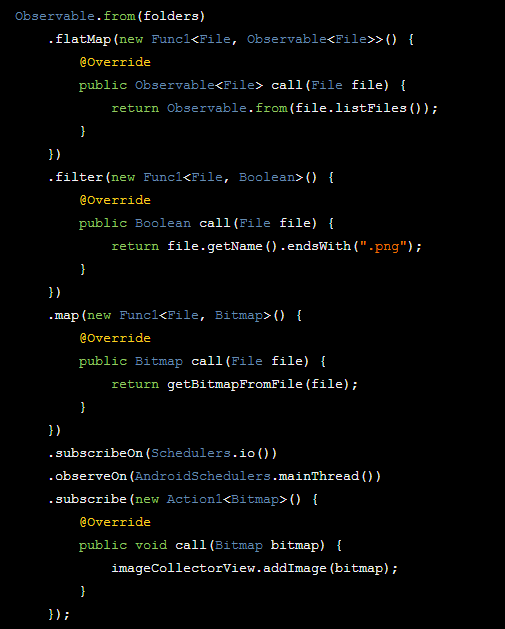 Observable.from(folders)
    .flatMap(new Func1<File, Observable<File>>() {
        @Override
        public Observable<File> call(File file) {
            return Observable.from(file.listFiles());
        }
    })
    .filter(new Func1<File, Boolean>() {
        @Override
        public Boolean call(File file) {
            return file.getName().endsWith(".png");
        }
    })
    .map(new Func1<File, Bitmap>() {
        @Override
        public Bitmap call(File file) {
            return getBitmapFromFile(file);
        }
    })
    .subscribeOn(Schedulers.io())
    .observeOn(AndroidSchedulers.mainThread())
    .subscribe(new Action1<Bitmap>() {
        @Override
        public void call(Bitmap bitmap) {
            imageCollectorView.addImage(bitmap);
        }
    });